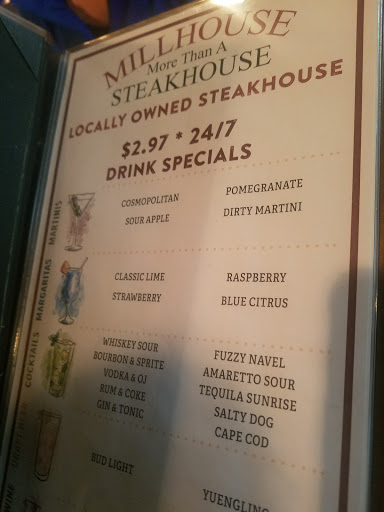 MILLHOUSE
More Than A
STEAKHOUSE
LOCALLY OWNED STEAKHOUSE
$2.97 * 24/7
DRINK SPECIALS
MARTINIS
COSMOPOLITAN
SOUR APPLE
POMEGRANATE
DIRTY MARTINI
MARGARITAS
CLASSIC LIME
STRAWBERRY
RASPBERRY
BLUE CITRUS
COCKTAILS
WHISKEY SOUR
BOURBON & SPRITE
VODKA & OJ
RUM & COKE
GIN & TONIC
FUZZY NAVEL
AMARETTO SOUR
TEQUILA SUNRISE
SALTY DOG
CAPE COD
BUD LIGHT
YUENGLING
WINE